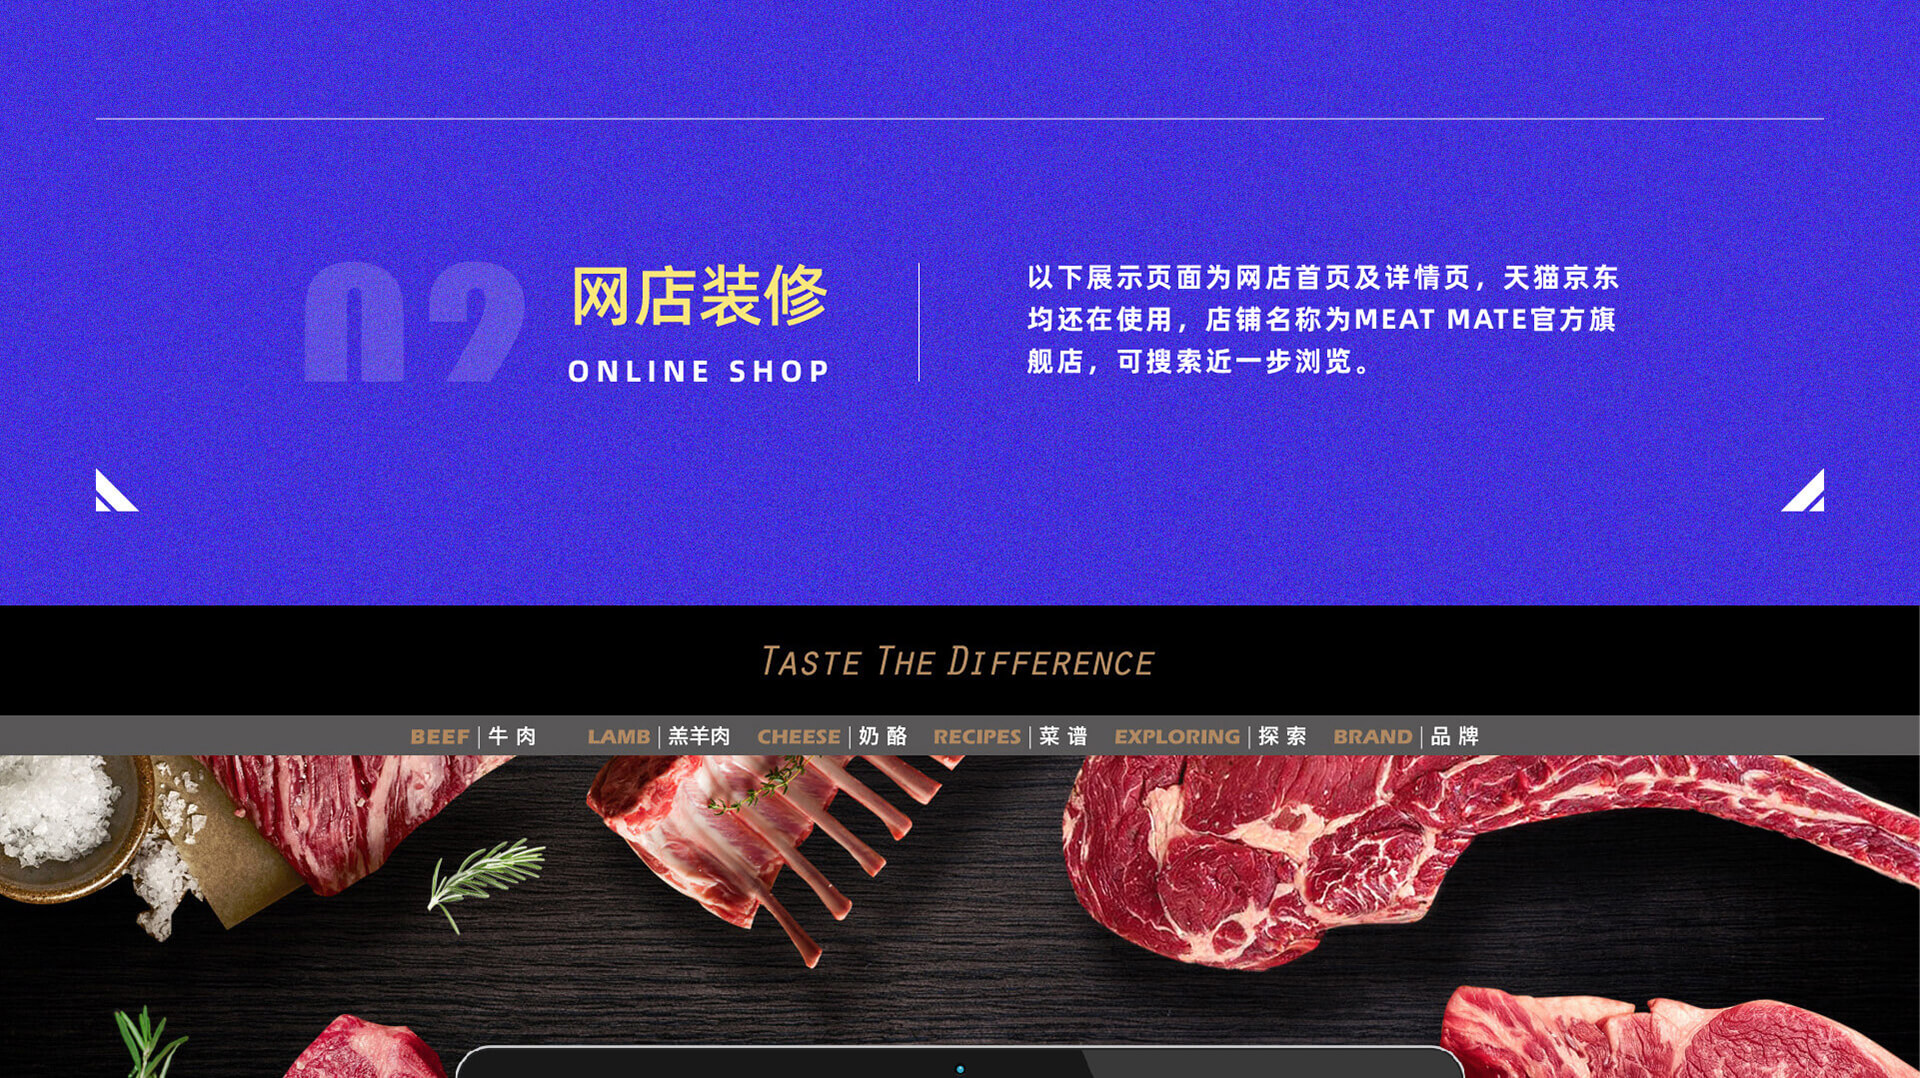 02
网店装修
ONLINE SHOP
以下展示页面为网店首页及详情页，天猫京东
均还在使用，店铺名称为MEAT MATE官方旗
舰店，可搜索近一步浏览。
TASTE THE DIFFERENCE
BEEF|牛肉 LAMB|羔羊肉 CHEESE|奶酪 RECIPES|菜谱 EXPLORING|探索 BRAND|品牌